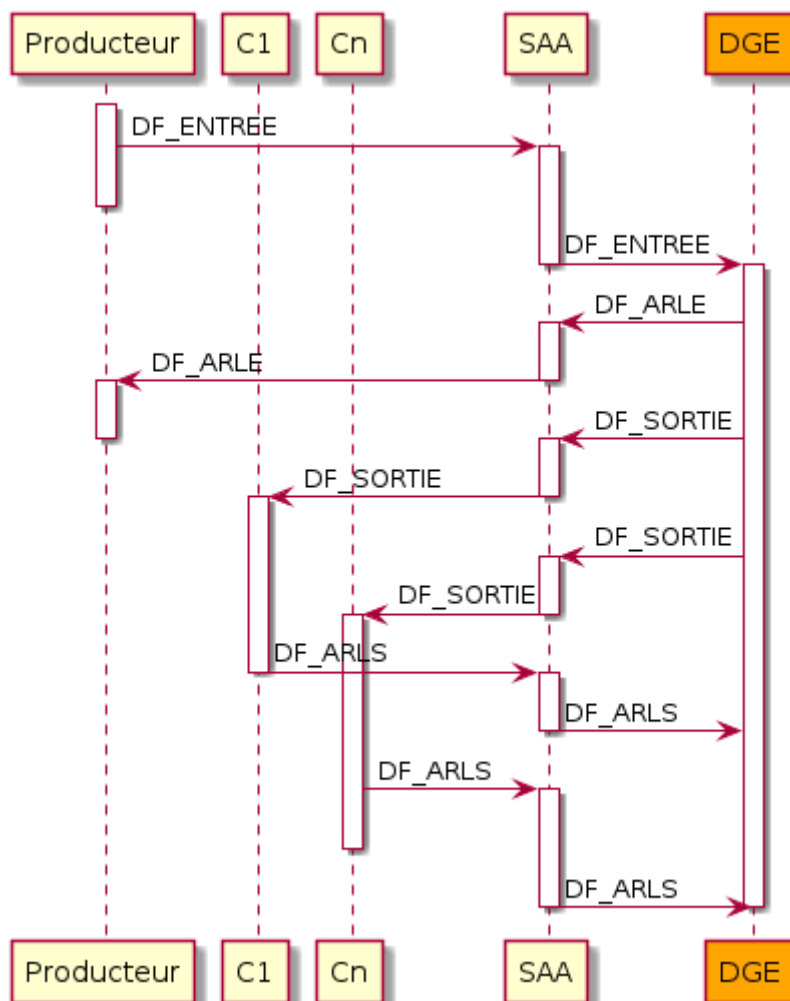 Producteur C1 Cn SAA DGE
DF_ENTREE
DF_ENTREE
DF_ARLE
DF_ARLE
DF_SORTIE
DF_SORTIE
DF_SORTIE
DF_SORTIE
DF_ARLS
DF_ARLS
DF_ARLS
DF_ARLS
Producteur C1 Cn SAA DGE